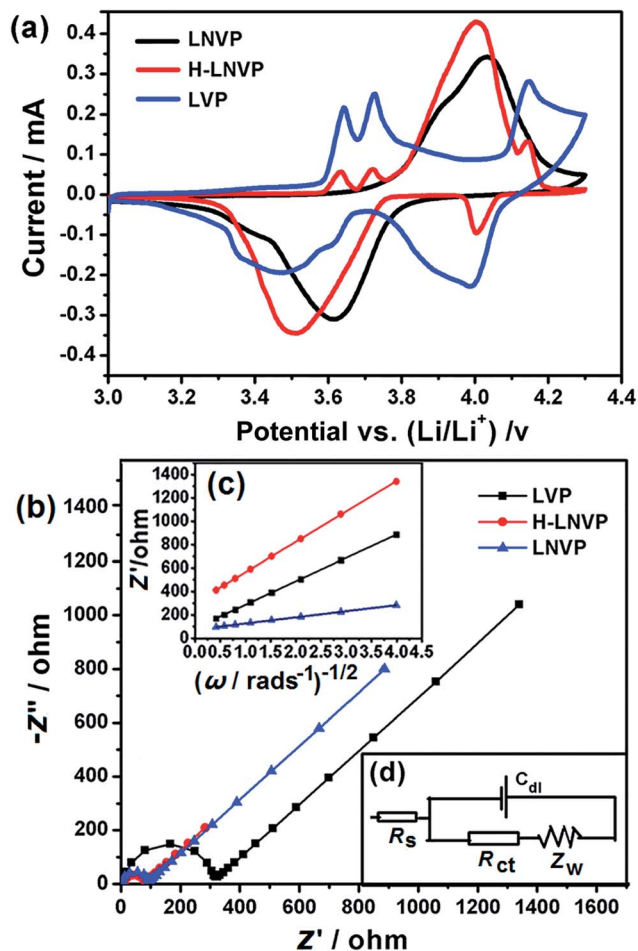 (a)
LNVP
H-LNVP
LVP
0.4
0.3
0.2
0.1
0.0
-0.1
-0.2
-0.3
-0.4
Current / mA
3.0 3.2 3.4 3.6 3.8 4.0 4.2 4.4
Potential vs. (Li/Li⁺) /v
(b)
LVP
H-LNVP
LNVP
1400
1200
1000
800
600
400
200
0
-Z'' / ohm
0 200 400 600 800 1000 1200 1400 1600
Z' / ohm
(c)
1400
1200
1000
800
600
400
200
0
Z'/ohm
0.0 0.5 1.0 1.5 2.0 2.5 3.0 3.5 4.0 4.5
(ω / rads⁻¹)⁻¹/²
(d)
C_dl
R_s
R_ct
Z_w